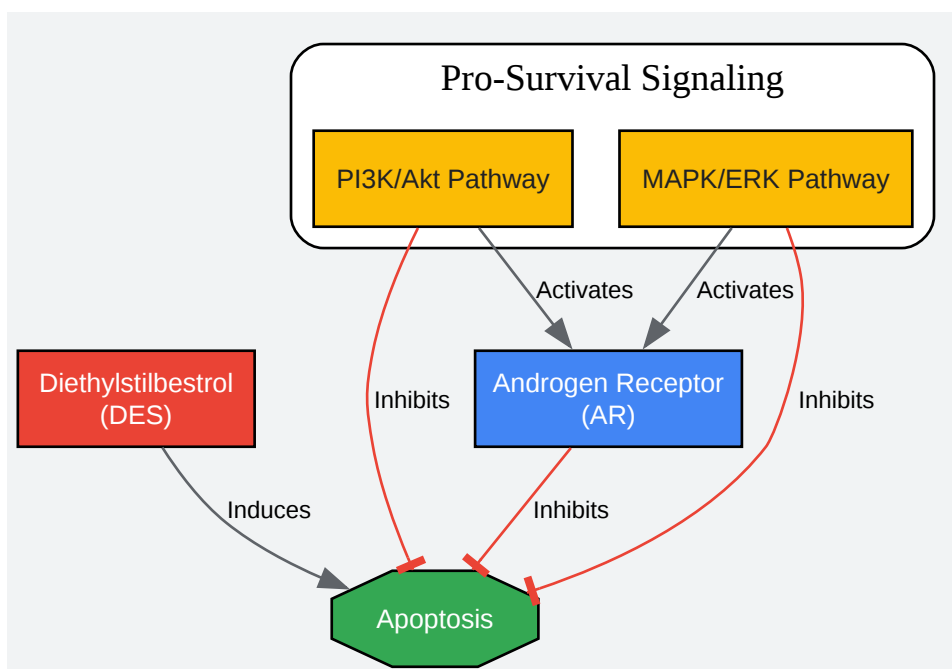 Pro-Survival Signaling
PI3K/Akt Pathway
MAPK/ERK Pathway
Activates
Activates
Diethylstilbestrol
(DES)
Inhibits
Androgen Receptor
(AR)
Inhibits
Induces
Inhibits
Apoptosis